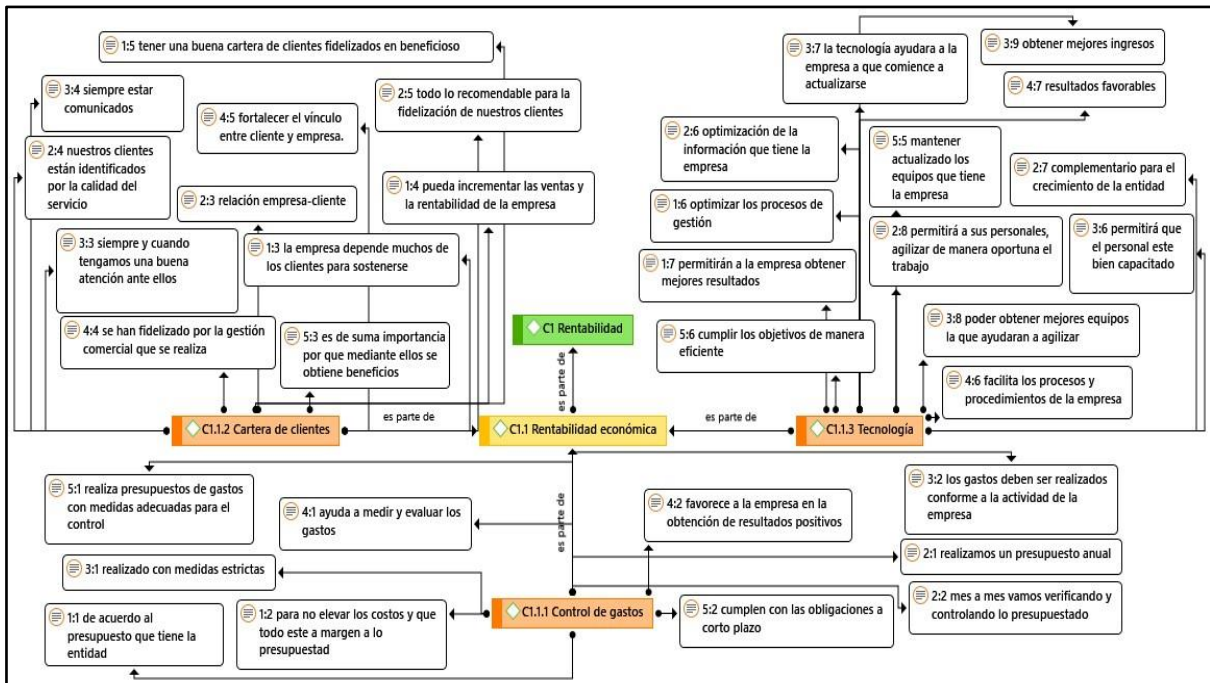 1:5 tener una buena cartera de clientes fidelizados en beneficioso
3:4 siempre estar
comunicados
4:5 fortalecer el vínculo
entre cliente y empresa.
2:5 todo lo recomendable para la
fidelización de nuestros clientes
2:4 nuestros clientes
están identificados
por la calidad del
servicio
2:3 relación empresa-cliente
1:4 pueda incrementar las ventas y
la rentabilidad de la empresa
3:3 siempre y cuando
tengamos una buena
atención ante ellos
1:3 la empresa depende muchos de
los clientes para sostenerse
4:4 se han fidelizado por la gestión
comercial que se realiza
5:3 es de suma importancia
por que mediante ellos se
obtiene beneficios
3:7 la tecnología ayudara a la
empresa a que comience a
actualizarse
3:9 obtener mejores ingresos
4:7 resultados favorables
2:6 optimización de la
información que tiene la
empresa
5:5 mantener
actualizado los
equipos que tiene
la empresa
2:7 complementario para el
crecimiento de la entidad
1:6 optimizar los procesos de
gestión
2:8 permitirá a sus personales,
agilizar de manera oportuna el
trabajo
3:6 permitirá que
el personal este
bien capacitado
1:7 permitirán a la empresa obtener
mejores resultados
5:6 cumplir los objetivos de manera
eficiente
3:8 poder obtener mejores equipos
la que ayudaran a agilizar
4:6 facilita los procesos y
procedimientos de la empresa
C1 Rentabilidad
es parte de
C1.1.2 Cartera de clientes
es parte de
C1.1 Rentabilidad económica
es parte de
C1.1.3 Tecnología
5:1 realiza presupuestos de gastos
con medidas adecuadas para el
control
4:1 ayuda a medir y evaluar los
gastos
es parte de
4:2 favorece a la empresa en la
obtención de resultados positivos
3:2 los gastos deben ser realizados
conforme a la actividad de la
empresa
2:1 realizamos un presupuesto anual
3:1 realizado con medidas estrictas
1:1 de acuerdo al
presupuesto que tiene la
entidad
1:2 para no elevar los costos y que
todo este a margen a lo
presupuestad
C1.1.1 Control de gastos
5:2 cumplen con las obligaciones a
corto plazo
2:2 mes a mes vamos verificando y
controlando lo presupuestado